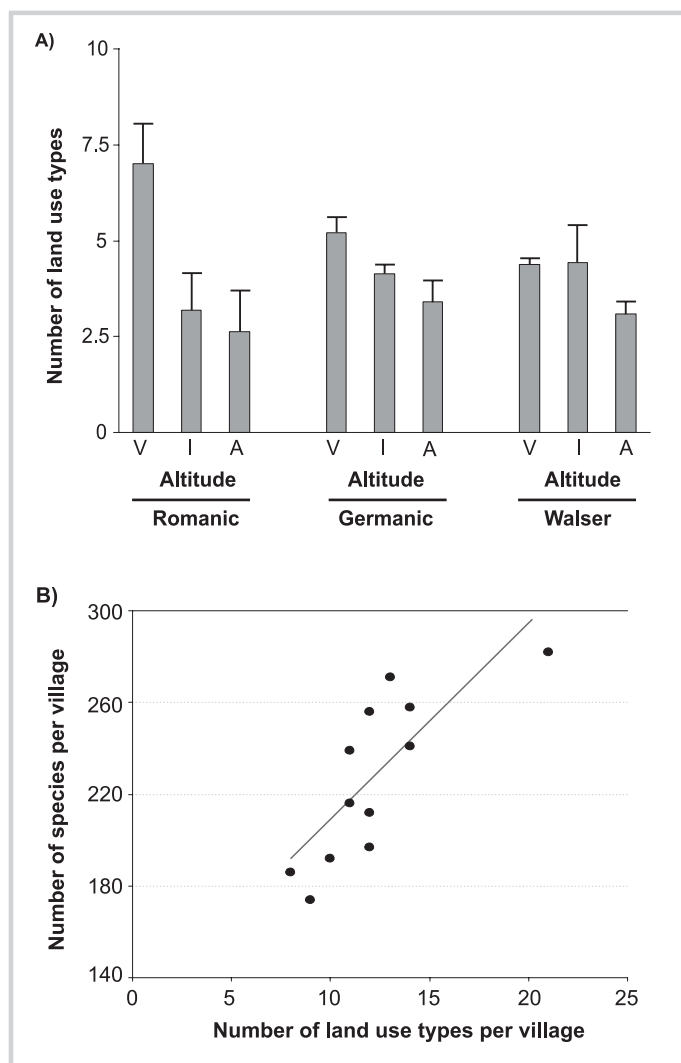 A)
Number of land use types
10
7.5
5
2.5
0
V I A V I A V I A
Altitude Altitude Altitude
Romanic Germanic Walser
B)
Number of species per village
300
260
220
180
140
0 5 10 15 20 25
Number of land use types per village